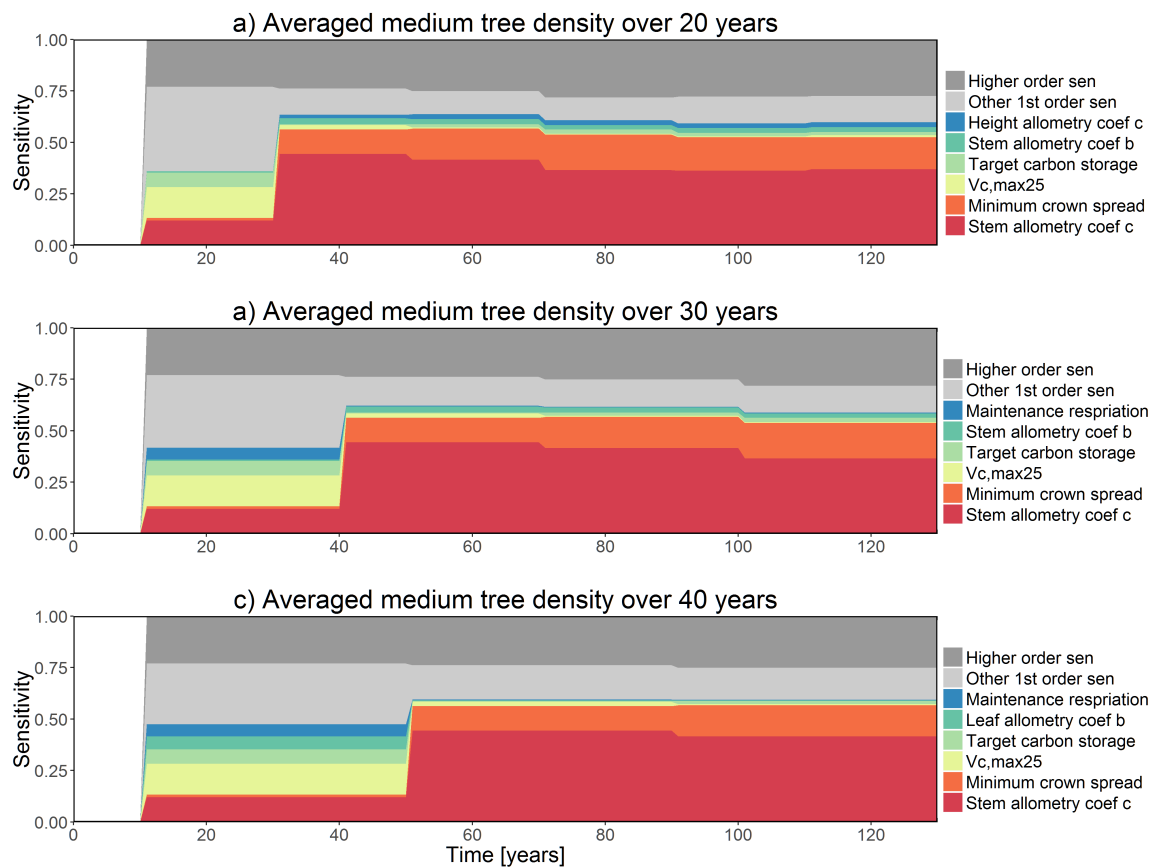 a) Averaged medium tree density over 20 years
1.00
0.75
0.50
0.25
0.00
Sensitivity
0 20 40 60 80 100 120
Higher order sen
Other 1st order sen
Height allometry coef c
Stem allometry coef b
Target carbon storage
Vc,max25
Minimum crown spread
Stem allometry coef c
a) Averaged medium tree density over 30 years
1.00
0.75
0.50
0.25
0.00
Sensitivity
0 20 40 60 80 100 120
Higher order sen
Other 1st order sen
Maintenance respriation
Stem allometry coef b
Target carbon storage
Vc,max25
Minimum crown spread
Stem allometry coef c
c) Averaged medium tree density over 40 years
1.00
0.75
0.50
0.25
0.00
Sensitivity
0 20 40 60 80 100 120
Time [years]
Higher order sen
Other 1st order sen
Maintenance respriation
Leaf allometry coef b
Target carbon storage
Vc,max25
Minimum crown spread
Stem allometry coef c